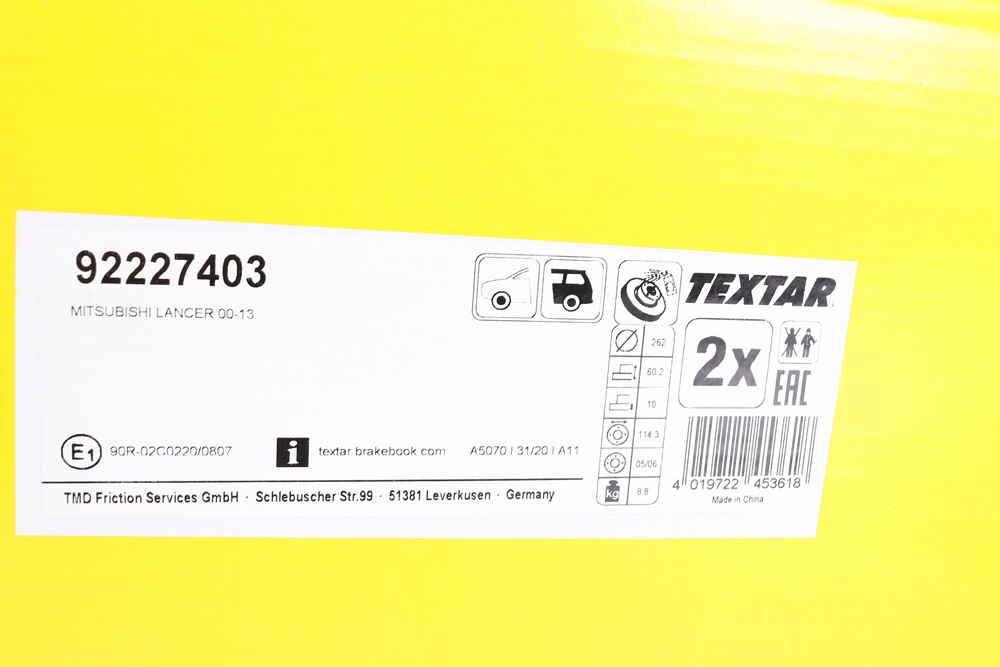 92227403
MITSUBISHI LANCER 00-13
TEXTAR
262
60.2
10
114.3
05/06
kg 8.8
2x
EAC
E1 90R-02C0220/0807
i textar brakebook.com
A5070 | 31/20 | A11
TMD Friction Services GmbH · Schlebuscher Str.99 · 51381 Leverkusen · Germany
4 019722 453618
Made in China